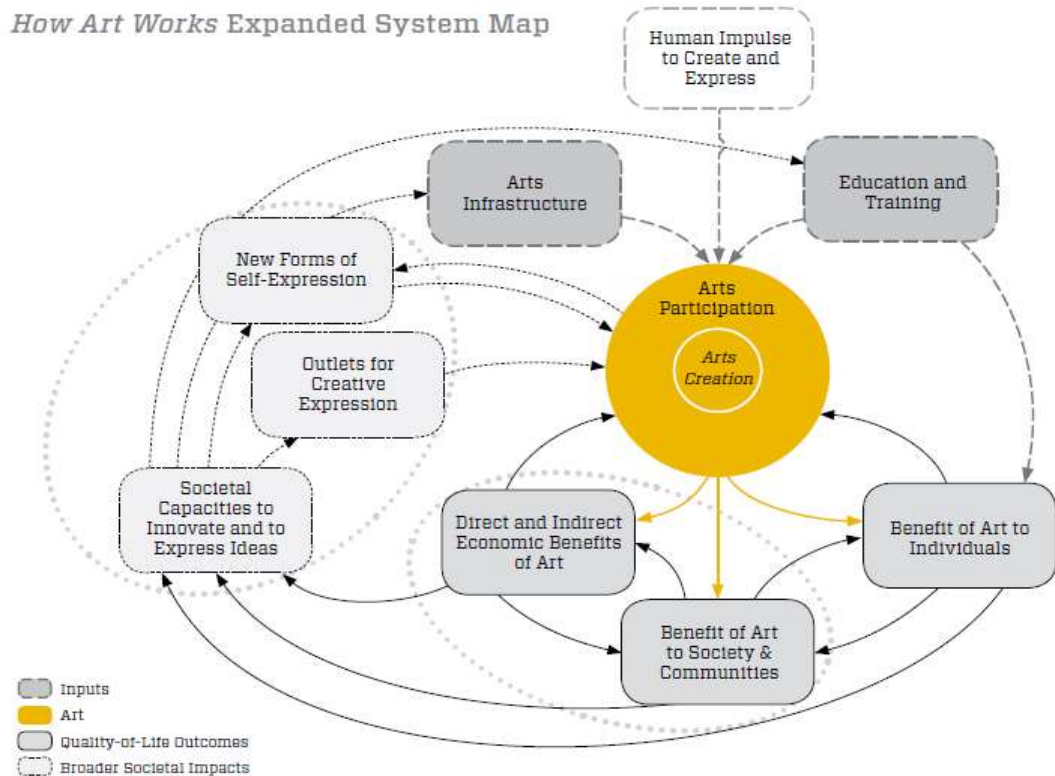 How Art Works Expanded System Map
Human Impulse
to Create and
Express
Arts
Infrastructure
Education and
Training
New Forms of
Self-Expression
Arts
Participation
Arts
Creation
Outlets for
Creative
Expression
Societal
Capacities to
Innovate and to
Express Ideas
Direct and Indirect
Economic Benefits
of Art
Benefit of Art to
Individuals
Benefit of Art
to Society &
Communities
Inputs
Art
Quality-of-Life Outcomes
Broader Societal Impacts